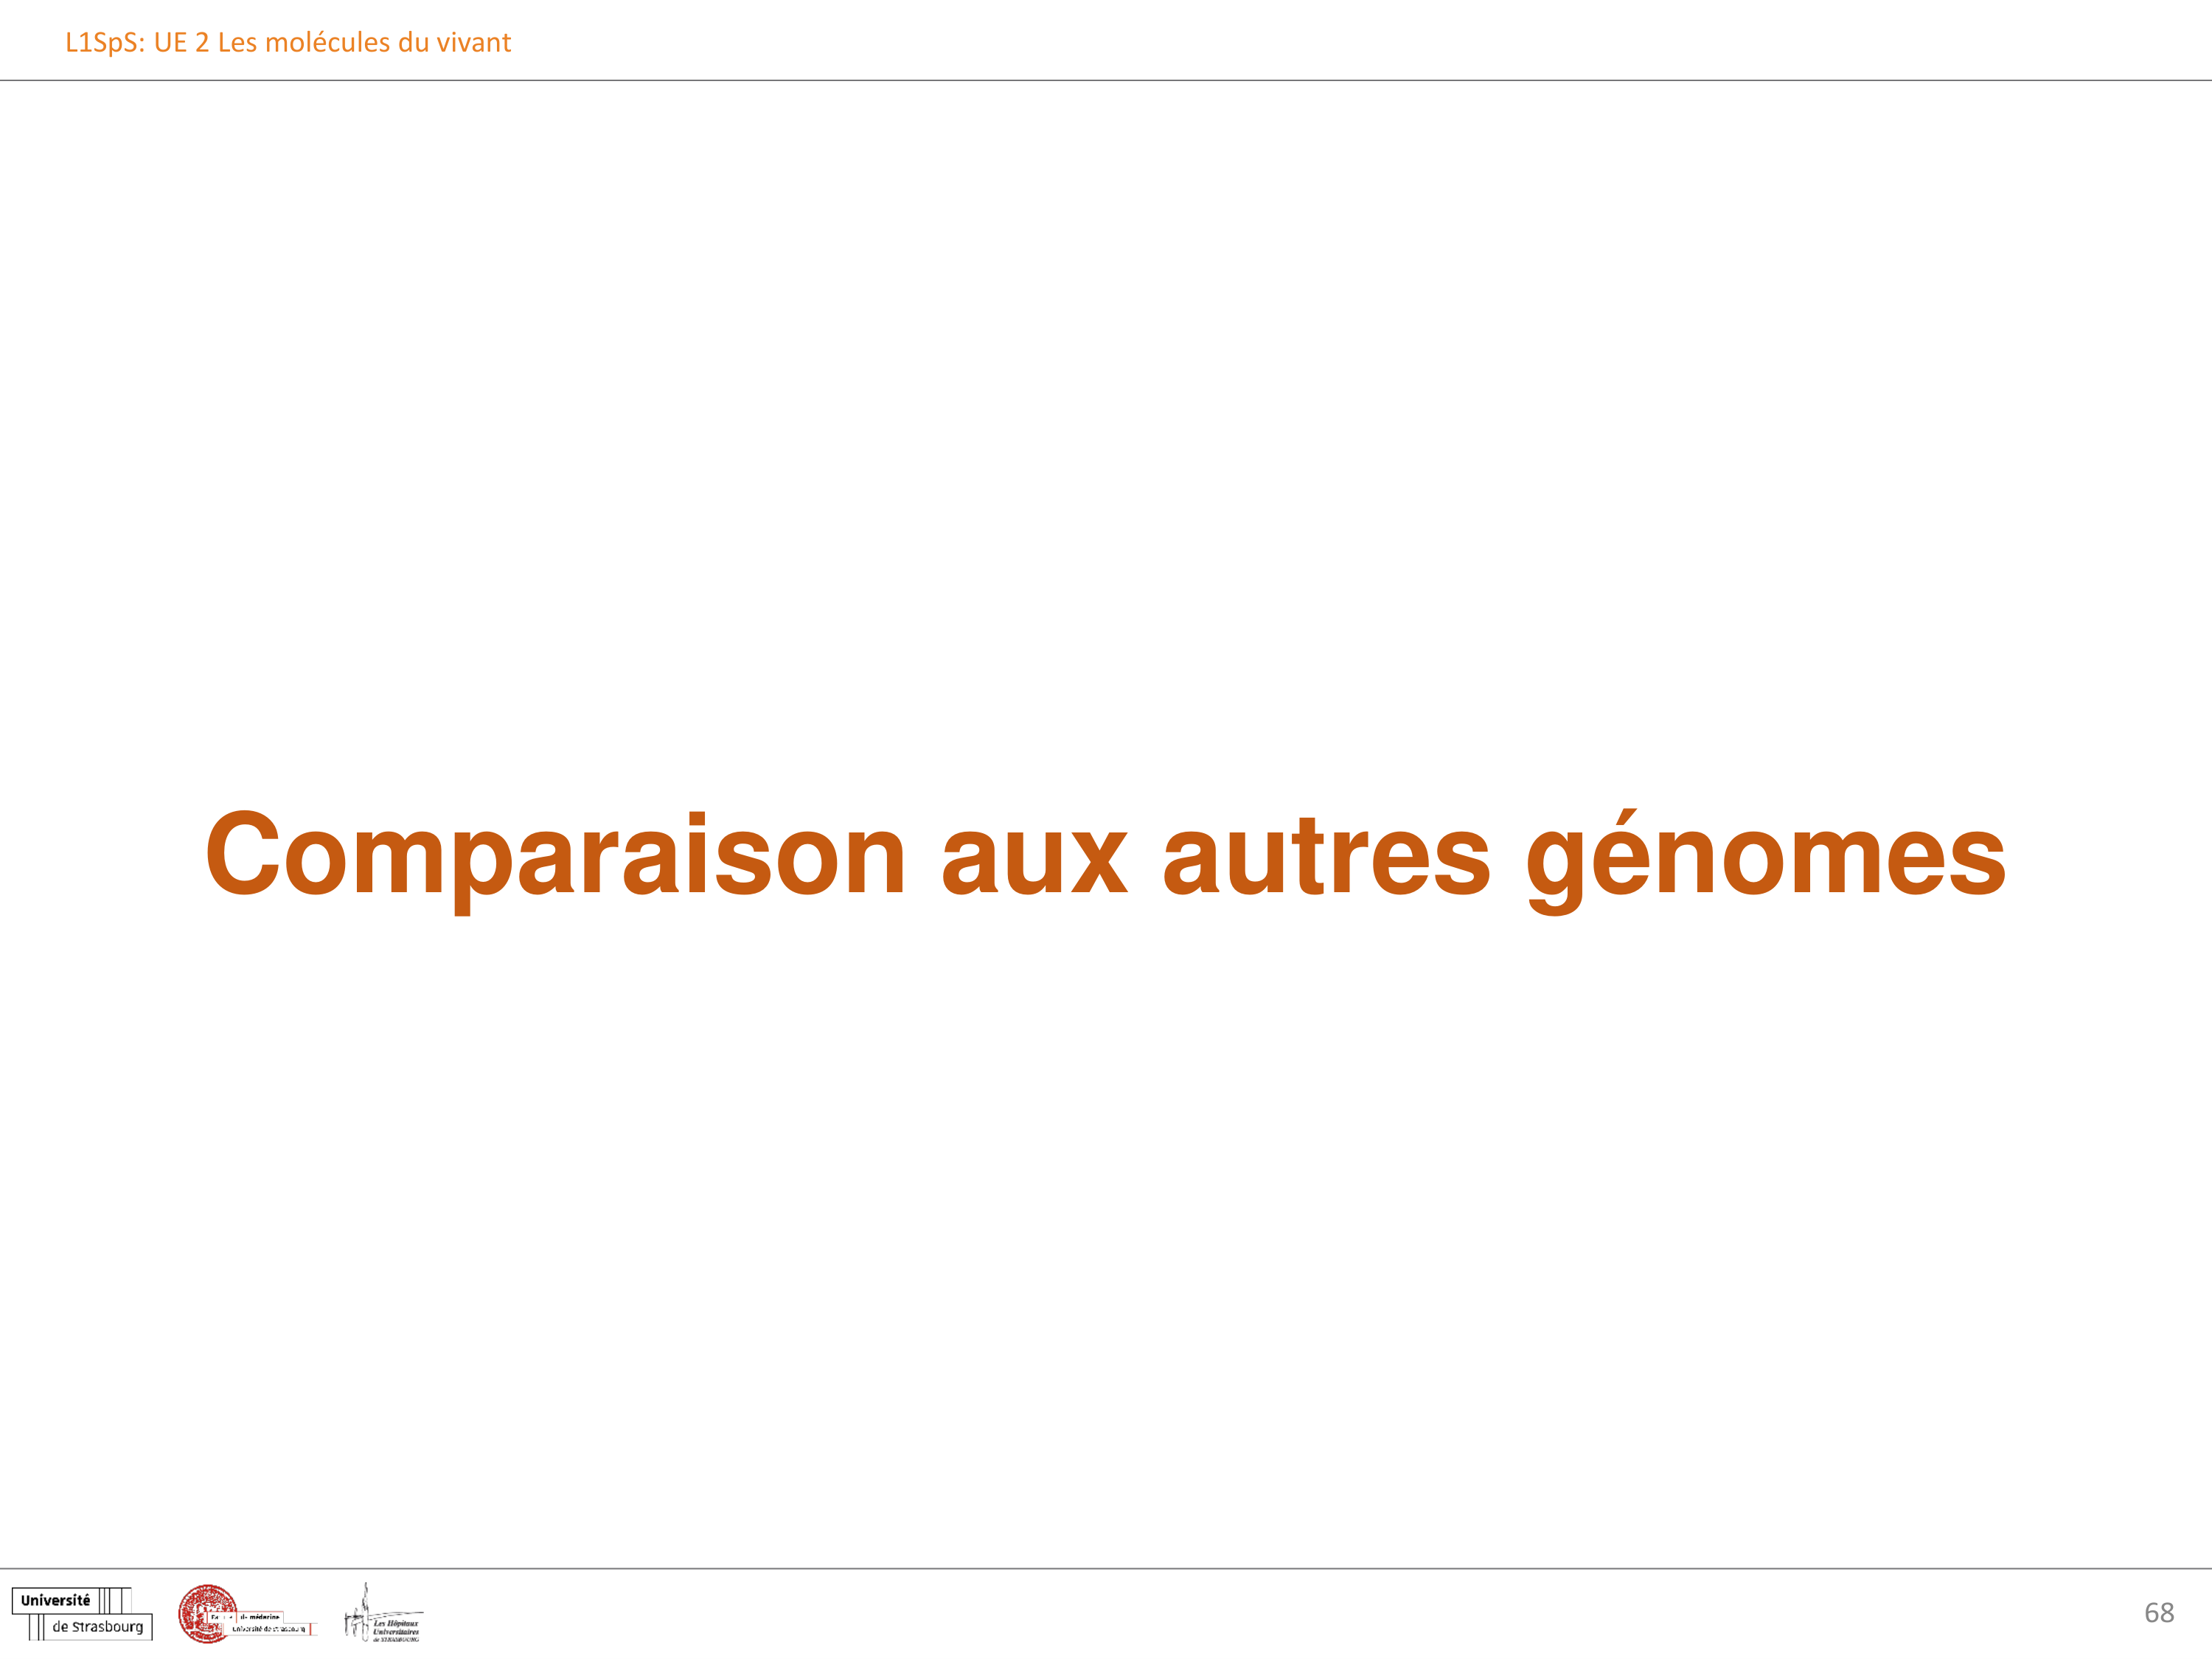 L1SpS: UE 2 Les molécules du vivant
Comparaison aux autres génomes
Université
de Strasbourg
de médecine
Université de Strasbourg
Les Hôpitaux
Universitaires
de STRASBOURG
68